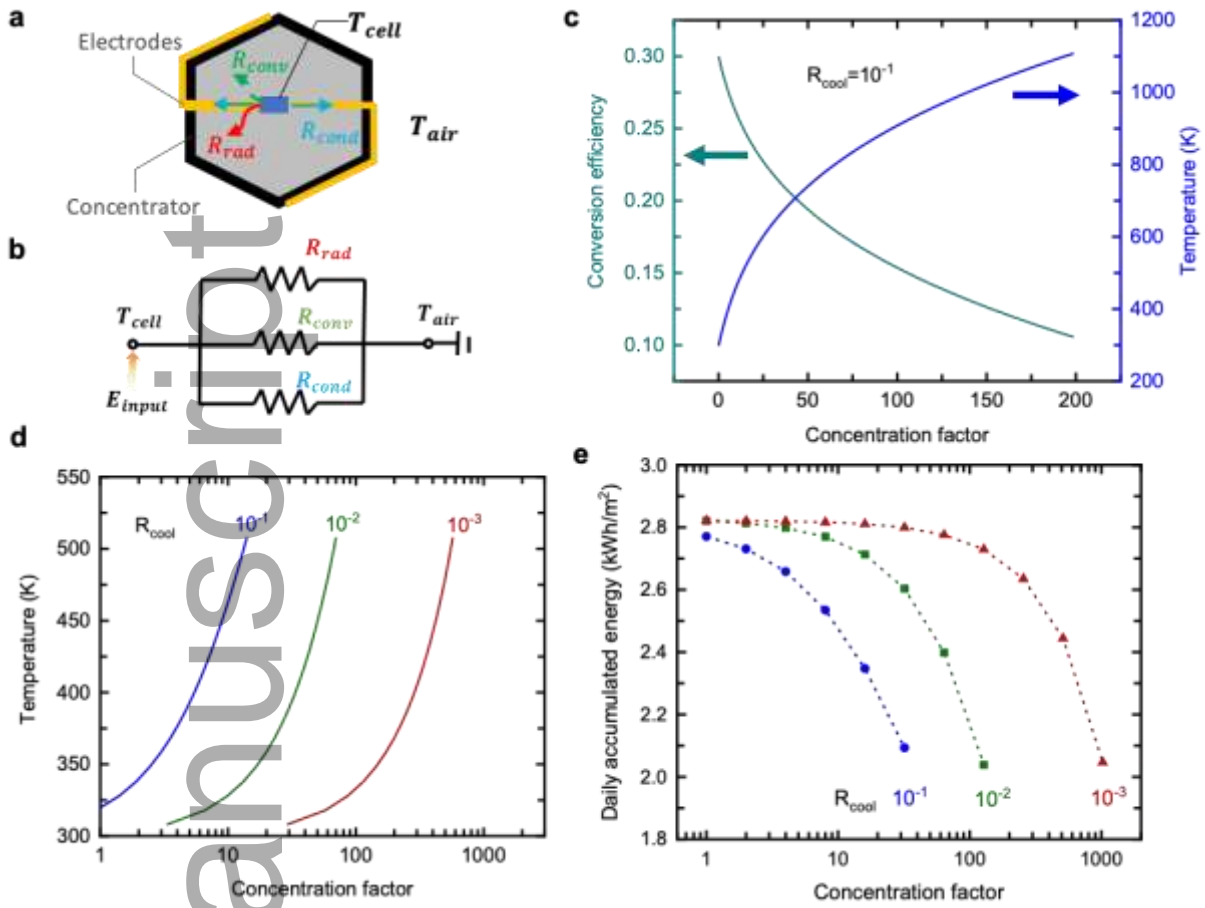 a
Electrodes
T_cell
R_conv
R_cond
R_rad
T_air
Concentrator
b
R_rad
T_cell
R_conv
T_air
R_cond
E_input
c
R_cool=10^-1
Conversion efficiency
0.30
0.25
0.20
0.15
0.10
Temperature (K)
1200
1000
800
600
400
200
0 50 100 150 200
Concentration factor
d
R_cool 10^-1 10^-2 10^-3
Temperature (K)
550
500
450
400
350
300
1 10 100 1000
Concentration factor
e
Daily accumulated energy (kWh/m²)
3.0
2.8
2.6
2.4
2.2
2.0
1.8
R_cool 10^-1 10^-2 10^-3
1 10 100 1000
Concentration factor
anuscript